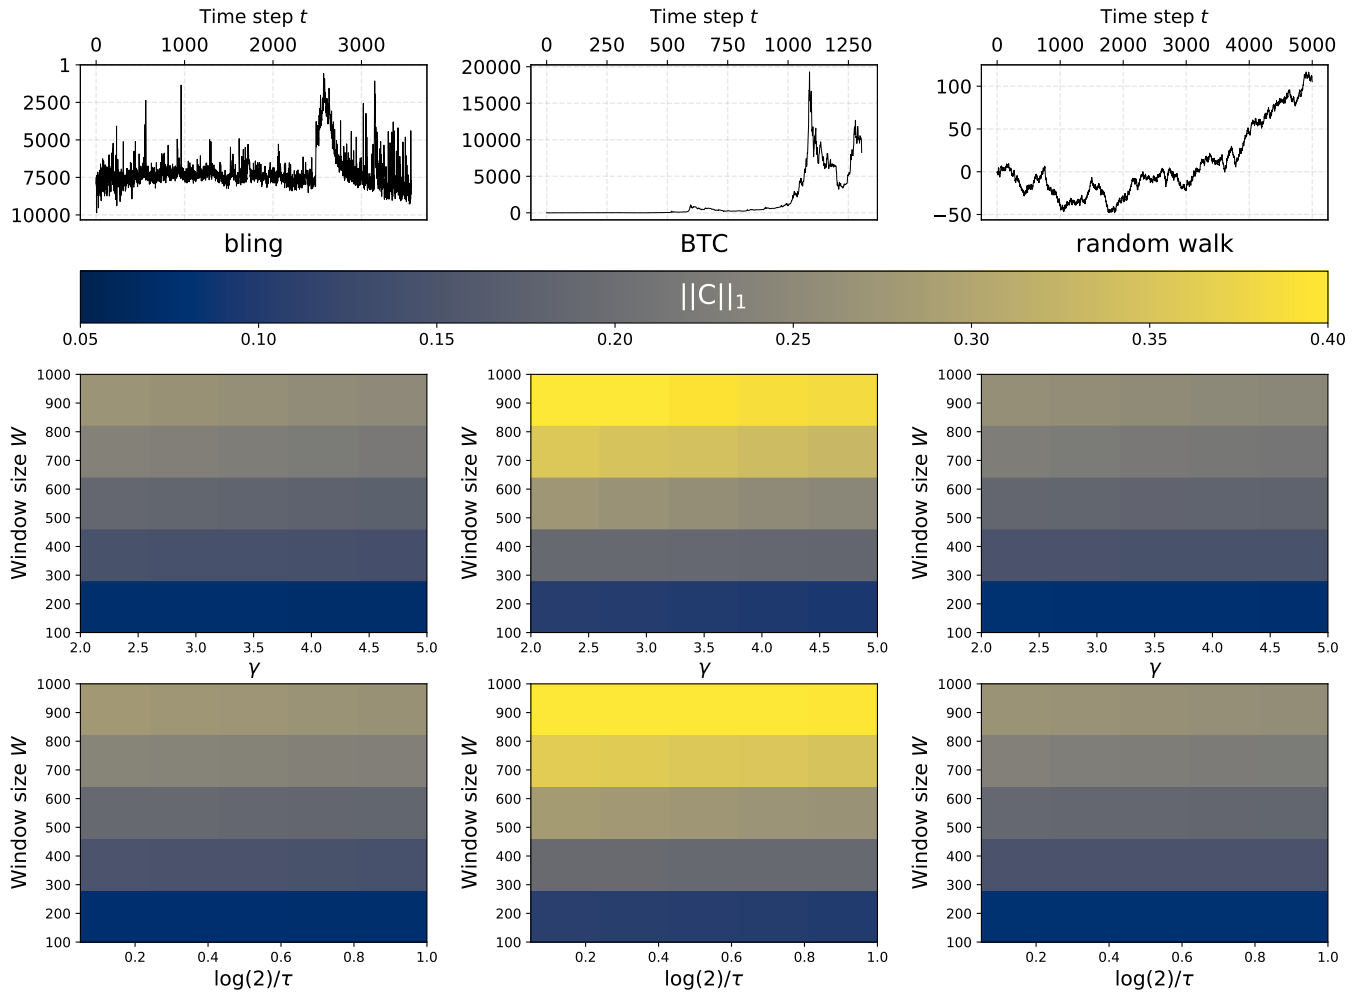 Time step t Time step t Time step t
0 1000 2000 3000 0 250 500 750 1000 1250 0 1000 2000 3000 4000 5000
1 2500 5000 7500 10000
20000 15000 10000 5000 0
100 50 0 −50
bling BTC random walk
||C||₁
0.05 0.10 0.15 0.20 0.25 0.30 0.35 0.40
Window size W
1000 900 800 700 600 500 400 300 200 100
2.0 2.5 3.0 3.5 4.0 4.5 5.0
γ
Window size W
1000 900 800 700 600 500 400 300 200 100
2.0 2.5 3.0 3.5 4.0 4.5 5.0
γ
Window size W
1000 900 800 700 600 500 400 300 200 100
2.0 2.5 3.0 3.5 4.0 4.5 5.0
γ
Window size W
1000 900 800 700 600 500 400 300 200 100
0.2 0.4 0.6 0.8 1.0
log(2)/τ
Window size W
1000 900 800 700 600 500 400 300 200 100
0.2 0.4 0.6 0.8 1.0
log(2)/τ
Window size W
1000 900 800 700 600 500 400 300 200 100
0.2 0.4 0.6 0.8 1.0
log(2)/τ